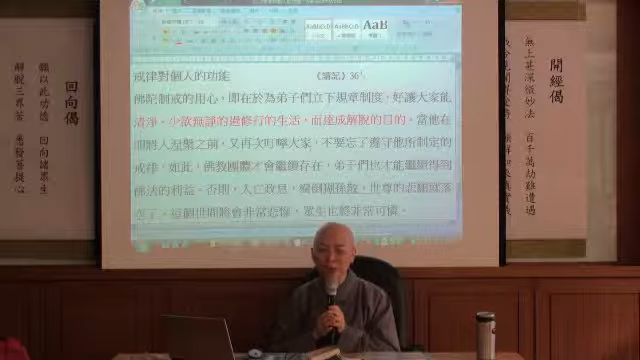 開經偈
無上甚深微妙法 百千萬劫難遭遇
戒律對個人的功能 《講記》36
佛陀制戒的用心，即在於為弟子們立下規章制度，好讓大家能
清淨、少欲無諍的過修行的生活，而達成解脫的目的。當他在
即將入涅槃之前，又再次叮嚀大家，不要忘了遵守他所制定的
戒律，如此，佛教團體才會繼續存在，弟子們也才能繼續得到
佛法的利益。否則，人亡政息，樹倒猢猻散，世尊的悲願就落
空了，這個世間將會非常悲慘，眾生也將非常可憐。
回向偈
願以此功德 回向諸眾生
解脫三界苦 悉發菩提心